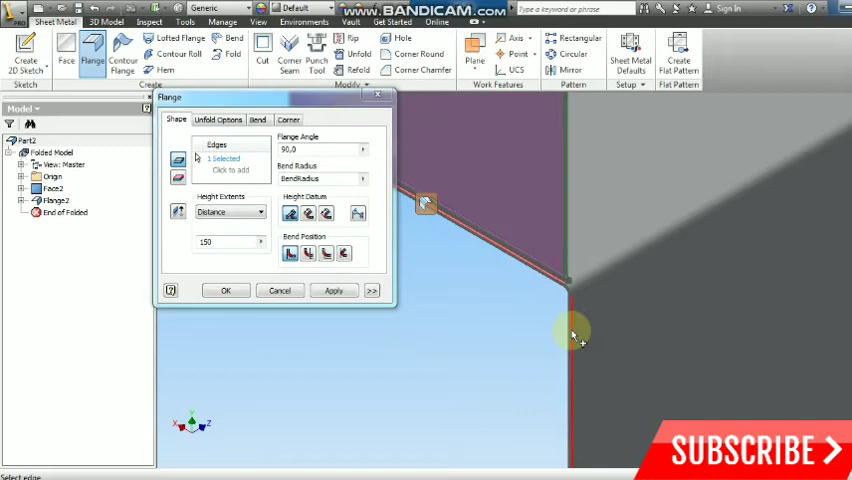 Generic
Default
www.BANDICAM.com
Type a keyword or phrase
Sign In
PRO
Sheet Metal
3D Model
Inspect
Tools
Manage
View
Environments
Vault
Get Started
Online
Create
2D Sketch
Face
Flange
Contour
Flange
Lofted Flange
Contour Roll
Hem
Bend
Fold
Cut
Corner
Seam
Punch
Tool
Rip
Unfold
Refold
Hole
Corner Round
Corner Chamfer
Plane
Axis
Point
UCS
Rectangular
Circular
Mirror
Sheet Metal
Defaults
Create
Flat Pattern
Sketch
Create
Modify
Work Features
Pattern
Setup
Flat Pattern
Model
Part2
Folded Model
View: Master
Origin
Face2
Flange2
End of Folded
Flange
Shape
Unfold Options
Bend
Corner
Edges
1 Selected
Click to add
Flange Angle
90,0
Bend Radius
BendRadius
Height Extents
Distance
150
Height Datum
Bend Position
OK
Cancel
Apply
>>
X
Y
Z
SUBSCRIBE
Select edge